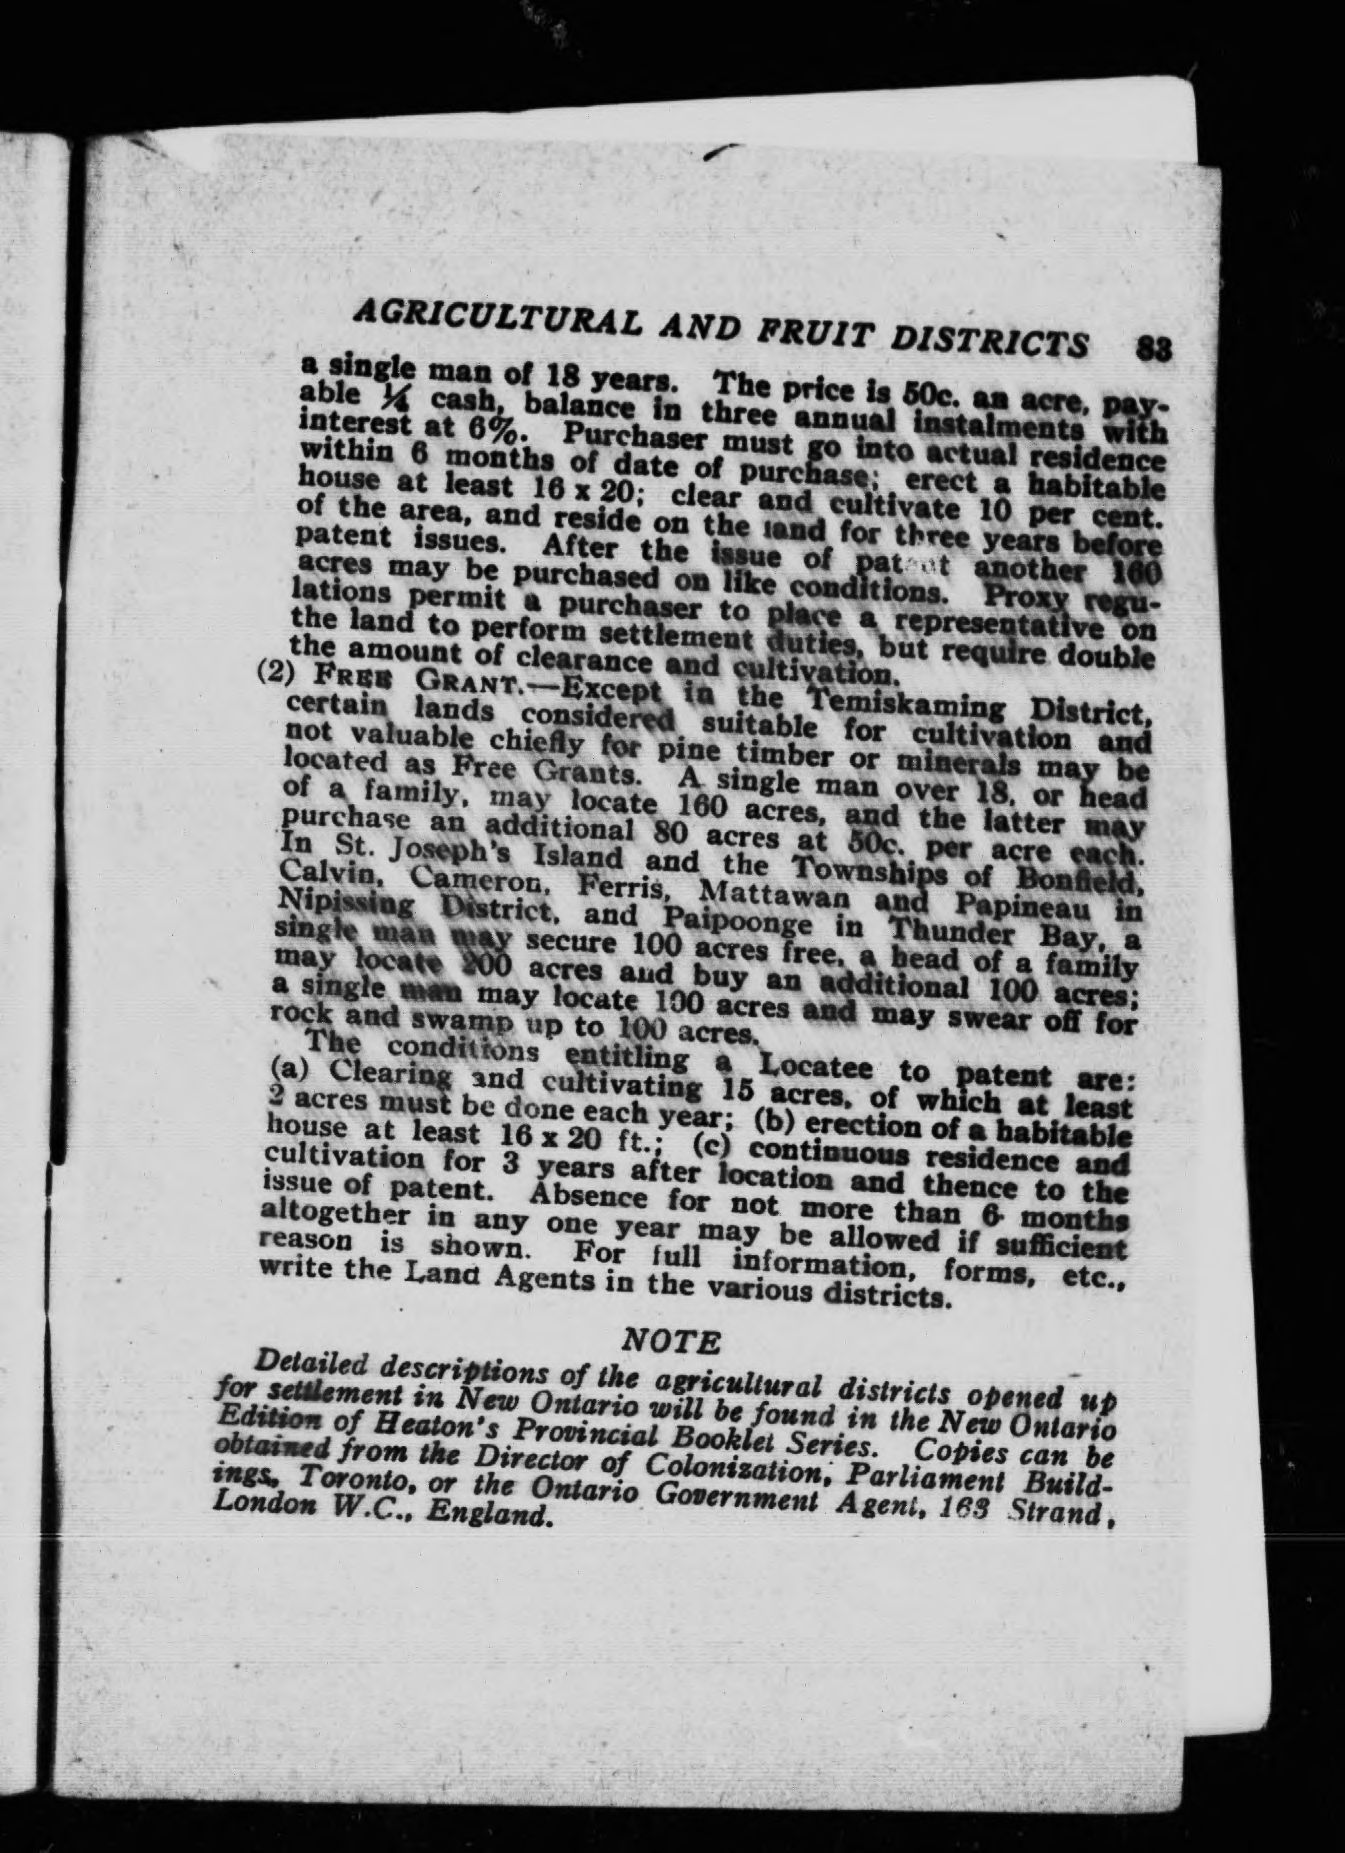 AGRICULTURAL AND FRUIT DISTRICTS 83
a single man of 18 years. The price is 50c. an acre, pay-
able ¼ cash, balance in three annual instalments with
interest at 6%. Purchaser must go into actual residence
within 6 months of date of purchase; erect a habitable
house at least 16 x 20; clear and cultivate 10 per cent.
of the area, and reside on the land for three years before
patent issues. After the issue of patent another 160
acres may be purchased on like conditions. Proxy regu-
lations permit a purchaser to place a representative on
the land to perform settlement duties, but require double
the amount of clearance and cultivation.
(2) FREE GRANT.—Except in the Temiskaming District,
certain lands considered suitable for cultivation and
not valuable chiefly for pine timber or minerals may be
located as Free Grants. A single man over 18, or head
of a family, may locate 160 acres, and the latter may
purchase an additional 80 acres at 50c. per acre each.
In St. Joseph's Island and the Townships of Bonfield,
Calvin, Cameron, Ferris, Mattawan and Papineau in
Nipissing District, and Paipoonge in Thunder Bay, a
single man may secure 100 acres free, a head of a family
may locate 200 acres and buy an additional 100 acres;
a single man may locate 100 acres and may swear off for
rock and swamp up to 100 acres.
The conditions entitling a Locatee to patent are:
(a) Clearing and cultivating 15 acres, of which at least
2 acres must be done each year; (b) erection of a habitable
house at least 16 x 20 ft.; (c) continuous residence and
cultivation for 3 years after location and thence to the
issue of patent. Absence for not more than 6 months
altogether in any one year may be allowed if sufficient
reason is shown. For full information, forms, etc.,
write the Land Agents in the various districts.
NOTE
Detailed descriptions of the agricultural districts opened up
for settlement in New Ontario will be found in the New Ontario
Edition of Heaton's Provincial Booklet Series. Copies can be
obtained from the Director of Colonization, Parliament Build-
ings, Toronto, or the Ontario Government Agent, 163 Strand,
London W.C., England.